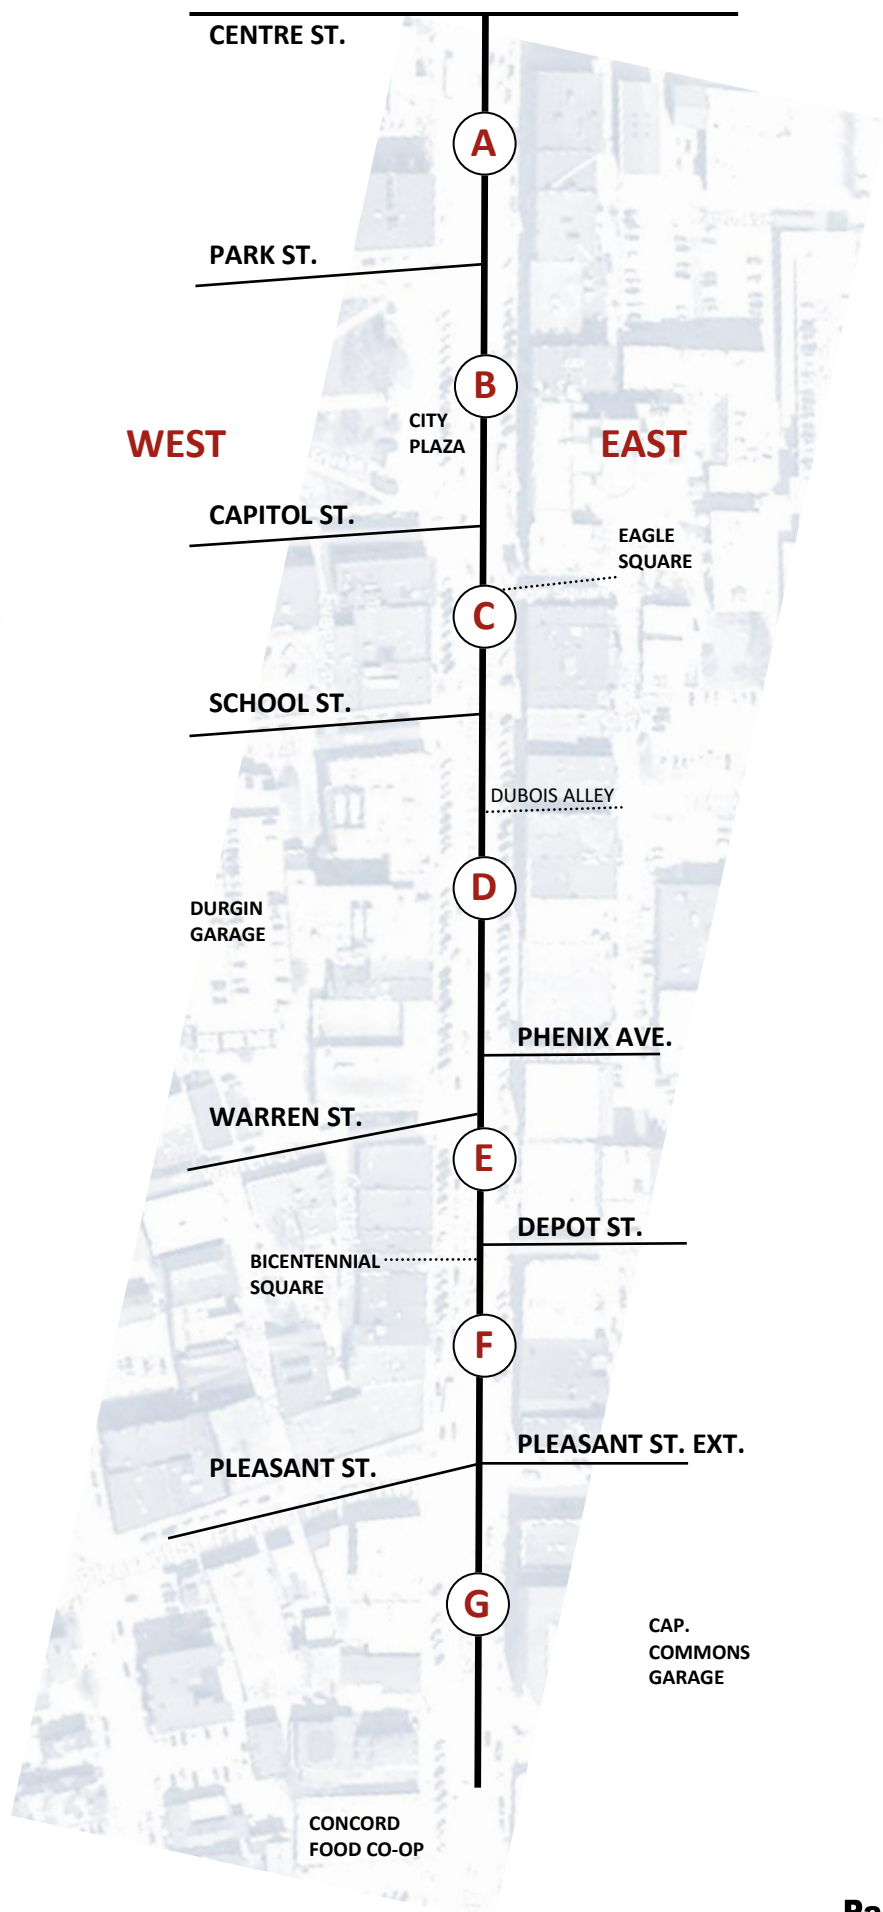 CENTRE ST.
A
PARK ST.
B
CITY
PLAZA
WEST
EAST
CAPITOL ST.
EAGLE
SQUARE
C
SCHOOL ST.
DUBOIS ALLEY
D
DURGIN
GARAGE
PHENIX AVE.
WARREN ST.
E
DEPOT ST.
BICENTENNIAL
SQUARE
F
PLEASANT ST. EXT.
PLEASANT ST.
G
CAP.
COMMONS
GARAGE
CONCORD
FOOD CO-OP